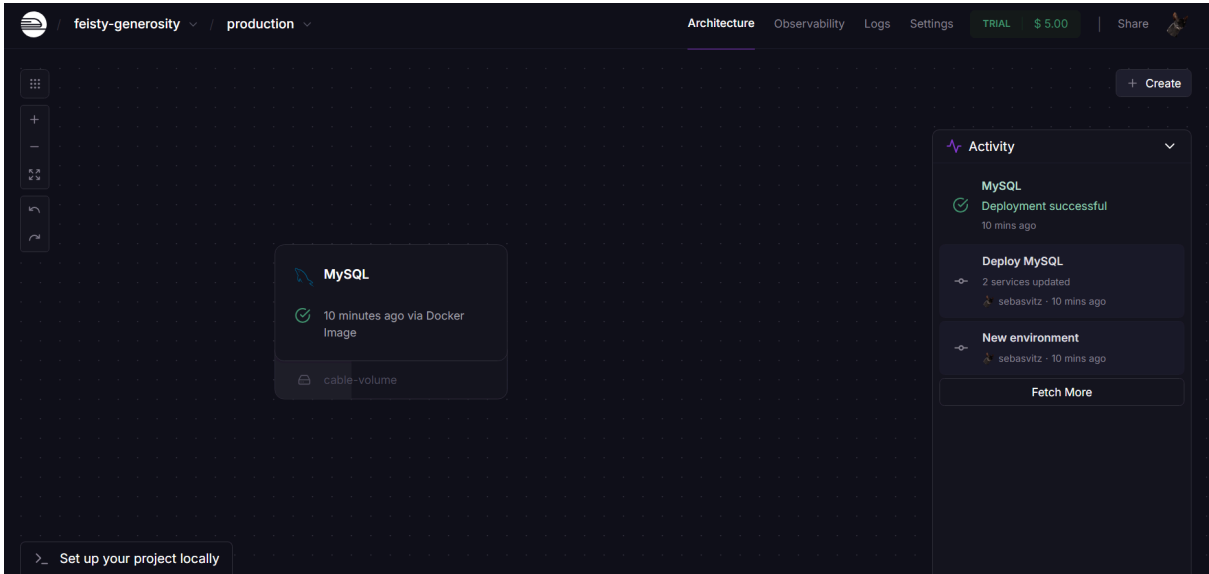 / feisty-generosity / production
Architecture Observability Logs Settings TRIAL $ 5.00 | Share
+ Create
Activity
MySQL
Deployment successful
10 mins ago
Deploy MySQL
2 services updated
sebasvitz · 10 mins ago
New environment
sebasvitz · 10 mins ago
Fetch More
MySQL
10 minutes ago via Docker
Image
cable-volume
>_ Set up your project locally